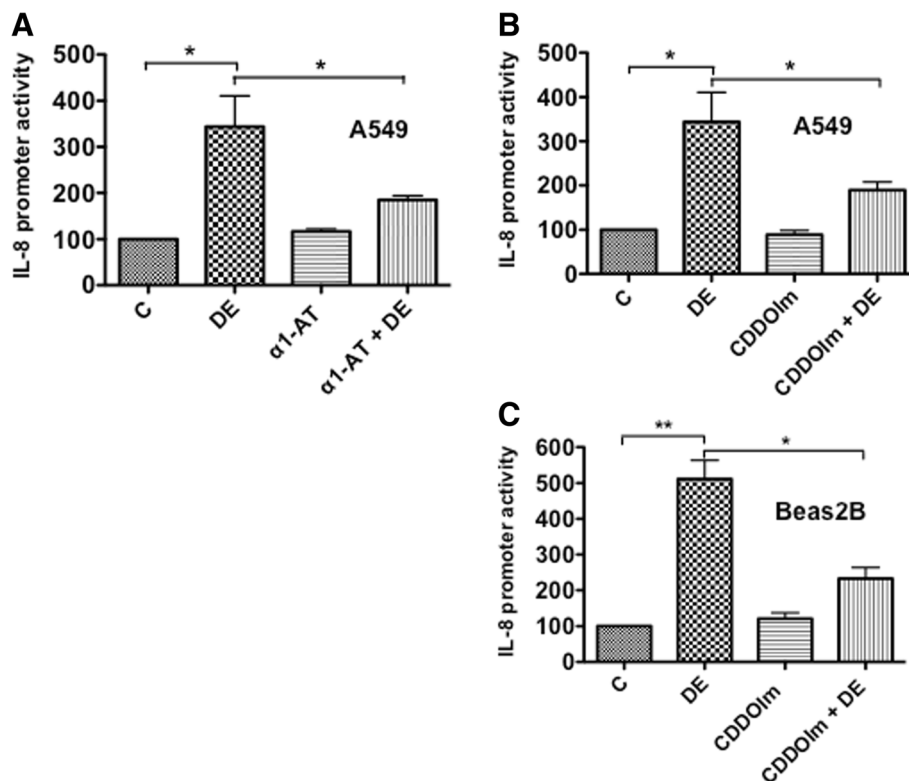 A
IL-8 promoter activity
500
400
300
200
100
0
*
*
A549
C
DE
α1-AT
α1-AT + DE
B
IL-8 promoter activity
500
400
300
200
100
0
*
*
A549
C
DE
CDDOIm
CDDOIm + DE
C
IL-8 promoter activity
600
500
400
300
200
100
0
**
*
Beas2B
C
DE
CDDOIm
CDDOIm + DE